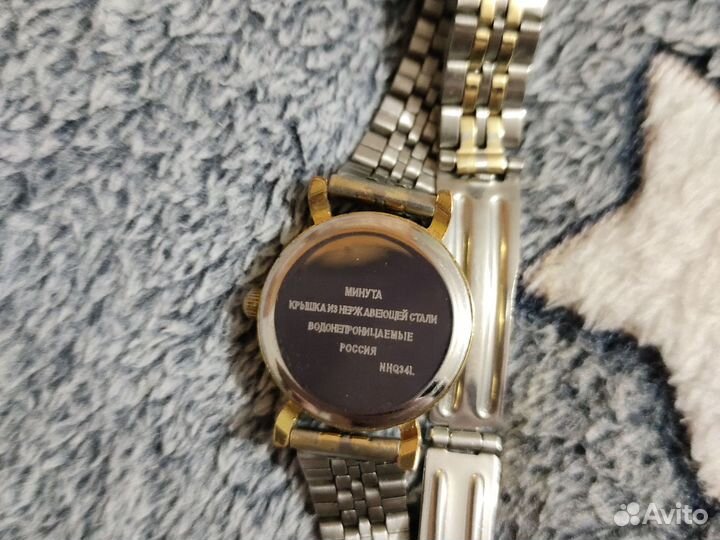 МИНУТА
КРЫШКА ИЗ НЕРЖАВЕЮЩЕЙ СТАЛИ
ВОДОНЕПРОНИЦАЕМЫЕ
РОССИЯ
NHQ34L
Avito